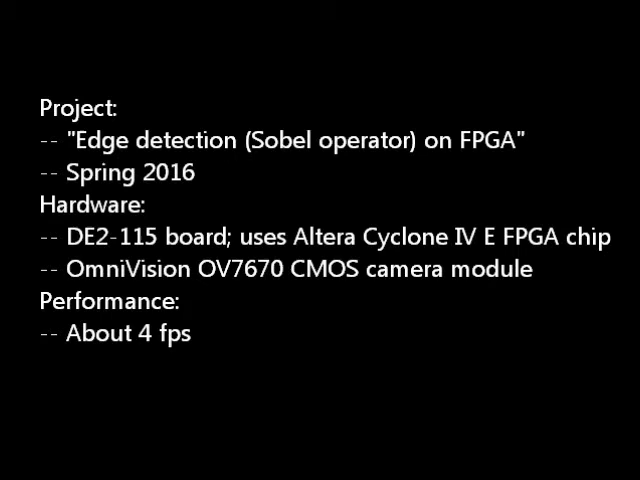 Project:
-- "Edge detection (Sobel operator) on FPGA"
-- Spring 2016
Hardware:
-- DE2-115 board; uses Altera Cyclone IV E FPGA chip
-- OmniVision OV7670 CMOS camera module
Performance:
-- About 4 fps